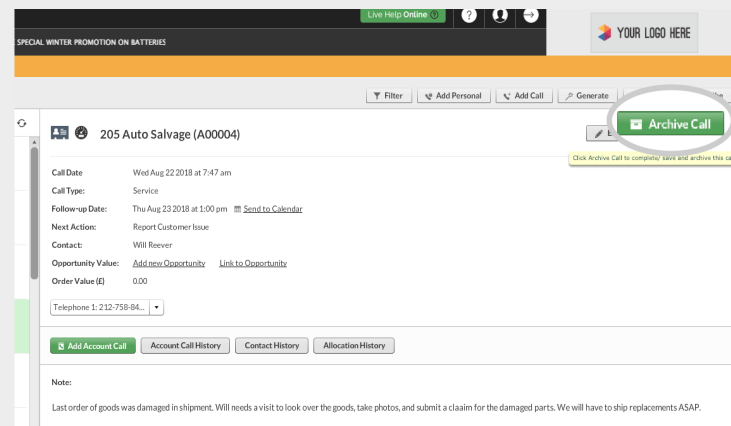 Live Help Online
?
YOUR LOGO HERE
SPECIAL WINTER PROMOTION ON BATTERIES
Filter
Add Personal
Add Call
Generate
Archive Call
205 Auto Salvage (A00004)
Click Archive Call to complete/ save and archive this ca
Call Date Wed Aug 22 2018 at 7:47 am
Call Type: Service
Follow-up Date: Thu Aug 23 2018 at 1:00 pm Send to Calendar
Next Action: Report Customer Issue
Contact: Will Reever
Opportunity Value: Add new Opportunity Link to Opportunity
Order Value (£) 0.00
Telephone 1: 212-758-84...
Add Account Call Account Call History Contact History Allocation History
Note:
Last order of goods was damaged in shipment. Will needs a visit to look over the goods, take photos, and submit a claaim for the damaged parts. We will have to ship replacements ASAP.